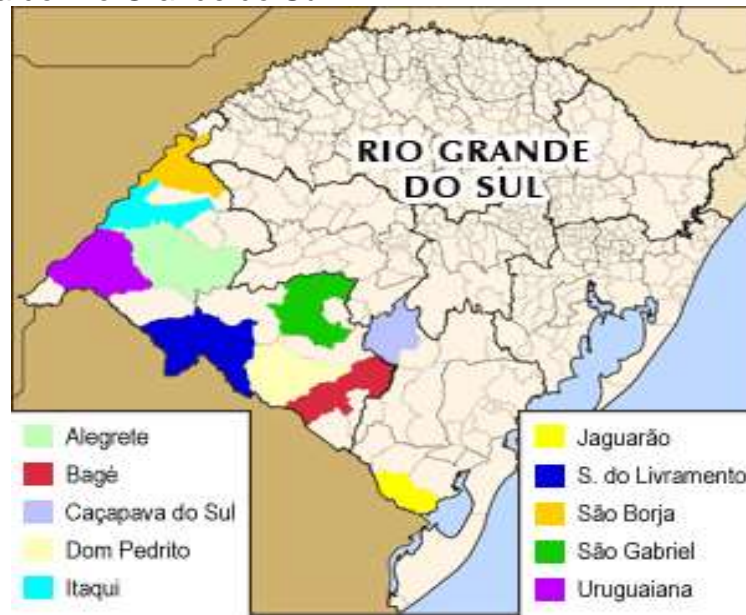 RIO GRANDE
DO SUL
Alegrete
Bagé
Caçapava do Sul
Dom Pedrito
Itaqui
Jaguarão
S. do Livramento
São Borja
São Gabriel
Uruguaiana